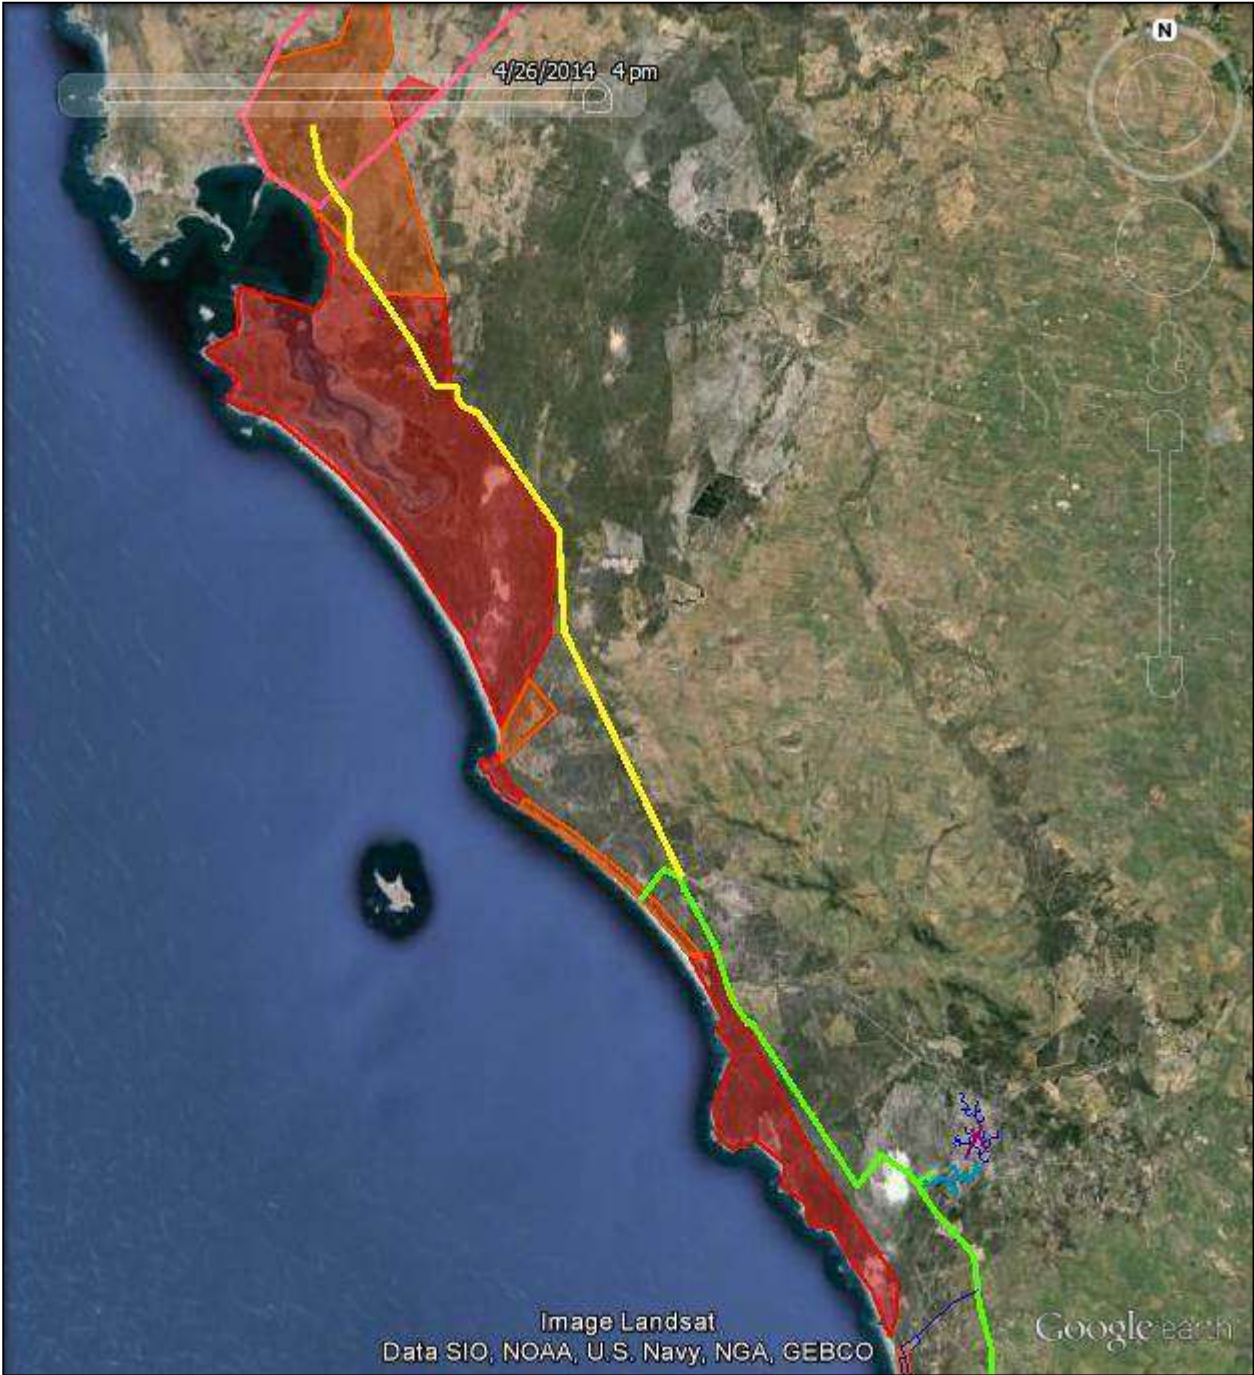 N
4/26/2014 4 pm
Image Landsat
Data SIO, NOAA, U.S. Navy, NGA, GEBCO
Google earth